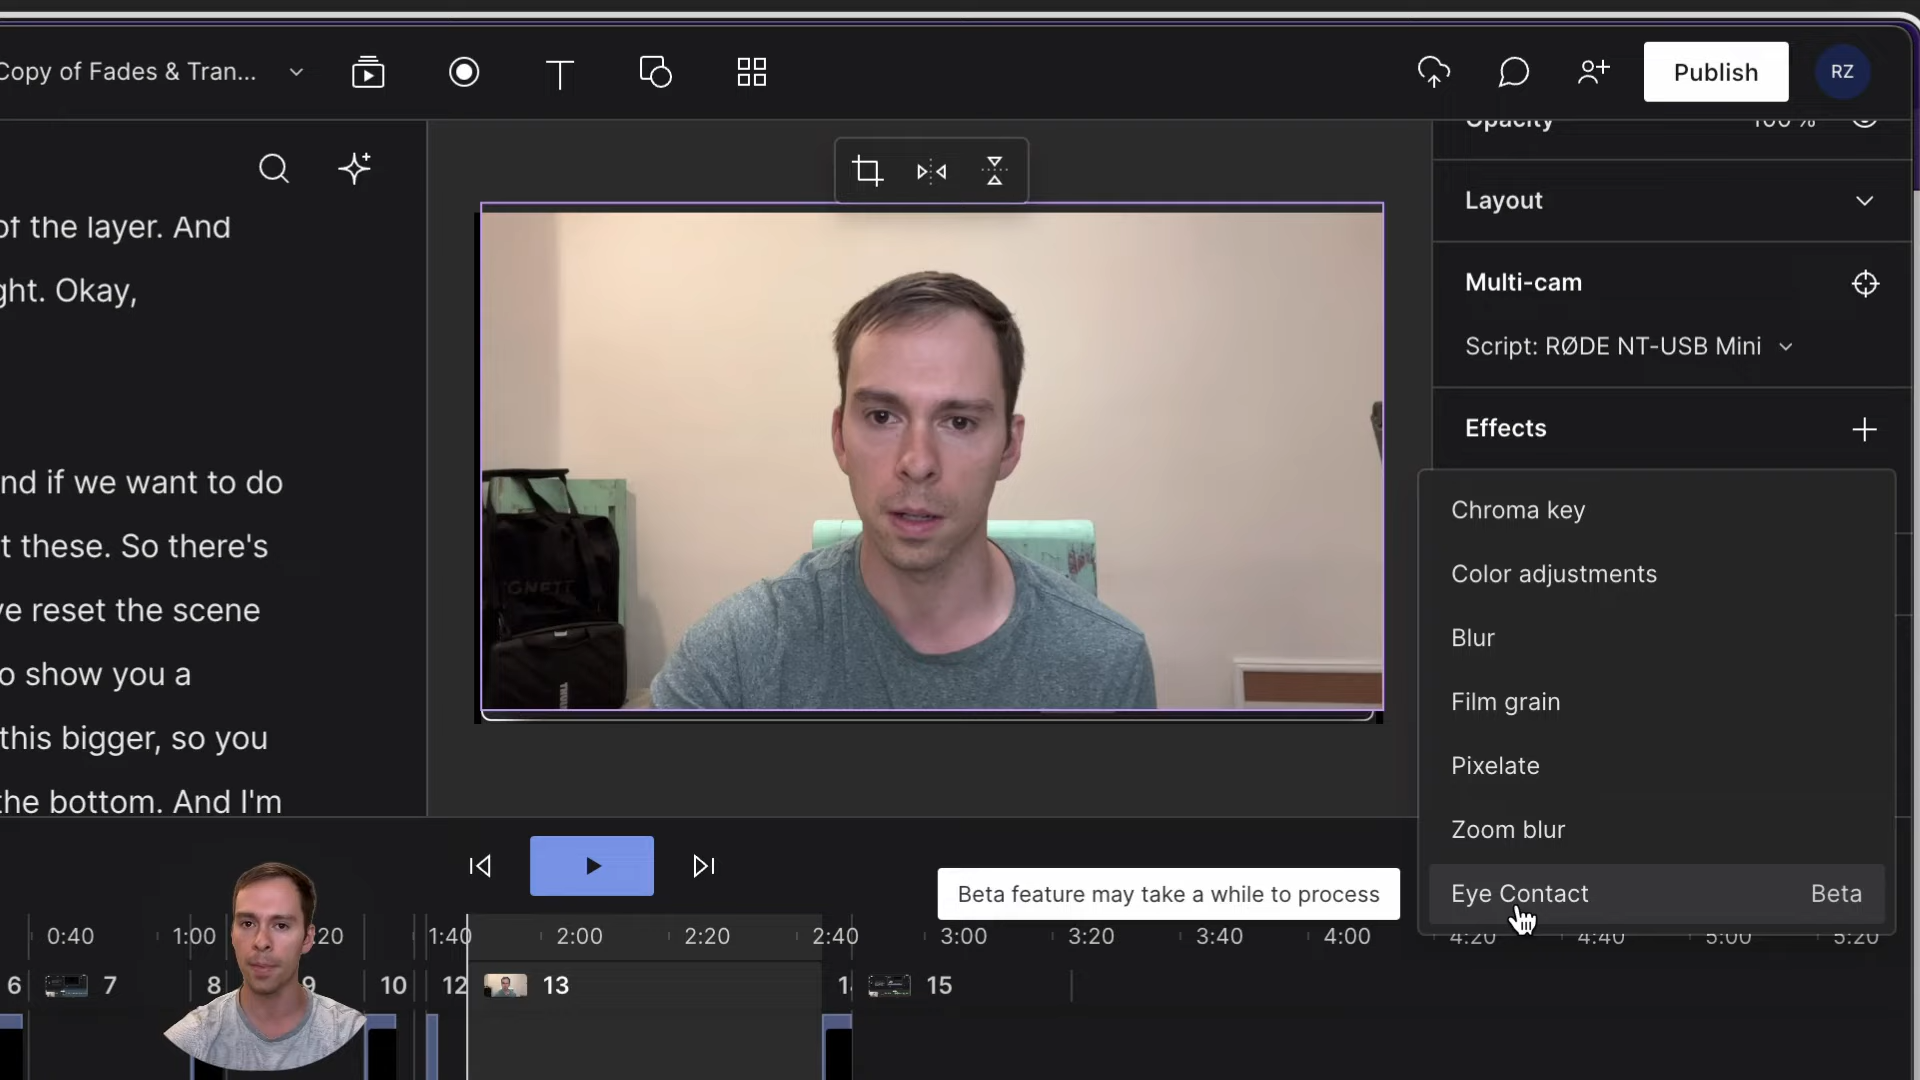 Copy of Fades & Tran...
Publish
RZ
Opacity
100 %
of the layer. And
ght. Okay,
nd if we want to do
t these. So there's
ve reset the scene
o show you a
this bigger, so you
the bottom. And I'm
Layout
Multi-cam
Script: RØDE NT-USB Mini
Effects
Chroma key
Color adjustments
Blur
Film grain
Pixelate
Zoom blur
Eye Contact Beta
Beta feature may take a while to process
0:40 1:00 :20 1:40 2:00 2:20 2:40 3:00 3:20 3:40 4:00 4:20 4:40 5:00 5:20
6 7 8 9 10 12 13 1 15